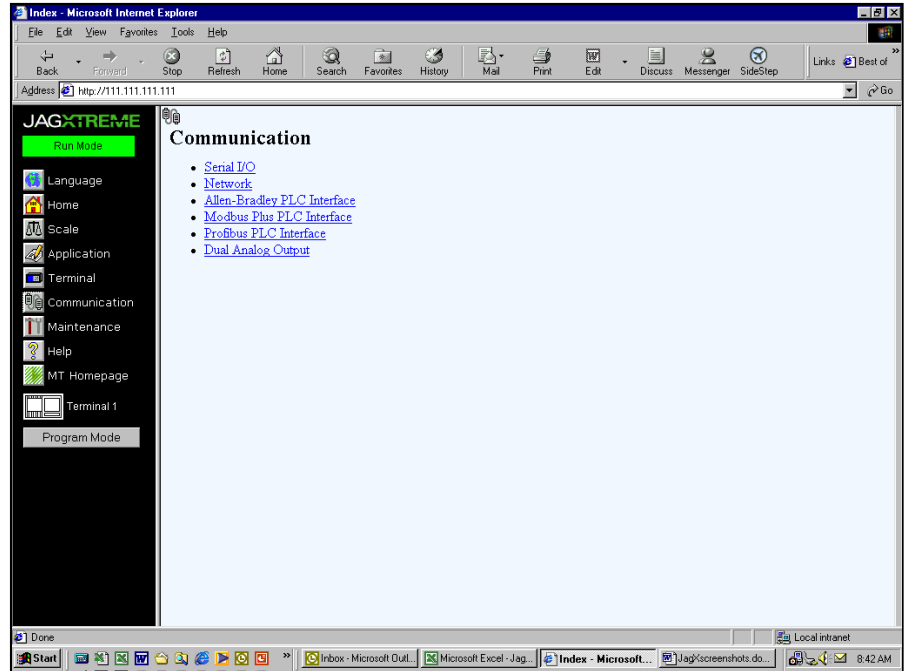 Index - Microsoft Internet Explorer
File Edit View Favorites Tools Help
Back Forward Stop Refresh Home Search Favorites History Mail Print Edit Discuss Messenger SideStep Links Best of
Address http://111.111.111.111 Go
JAGXTREME
Run Mode
Language
Home
Scale
Application
Terminal
Communication
Maintenance
Help
MT Homepage
Terminal 1
Program Mode
Communication
Serial I/O
Network
Allen-Bradley PLC Interface
Modbus Plus PLC Interface
Profibus PLC Interface
Dual Analog Output
Done Local intranet
Start Inbox - Microsoft Outl... Microsoft Excel - Jag... Index - Microsoft... JagXscreenshots.do... 8:42 AM